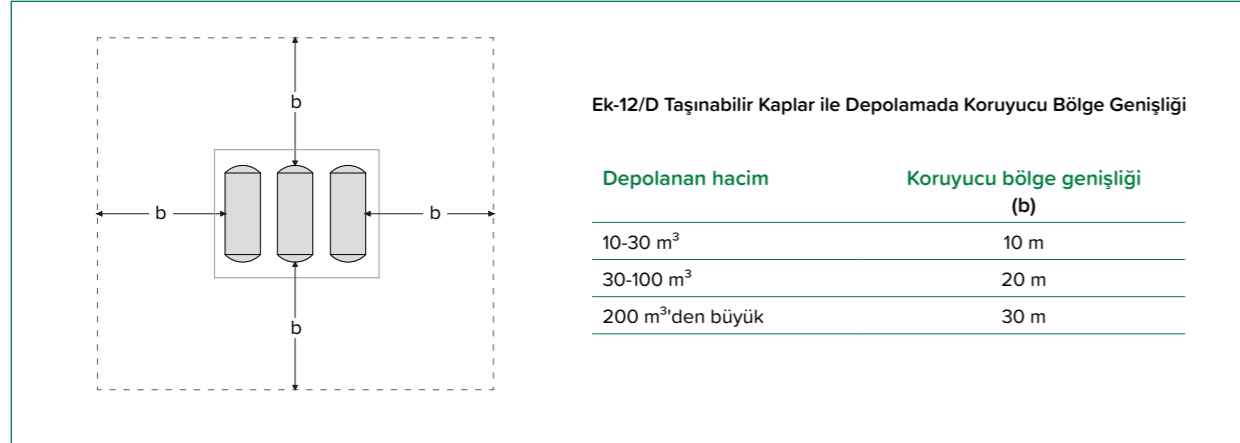 b
b
b
b
Ek-12/D Taşınabilir Kaplar ile Depolamada Koruyucu Bölge Genişliği
Depolanan hacim Koruyucu bölge genişliği
(b)
10-30 m³ 10 m
30-100 m³ 20 m
200 m³'den büyük 30 m